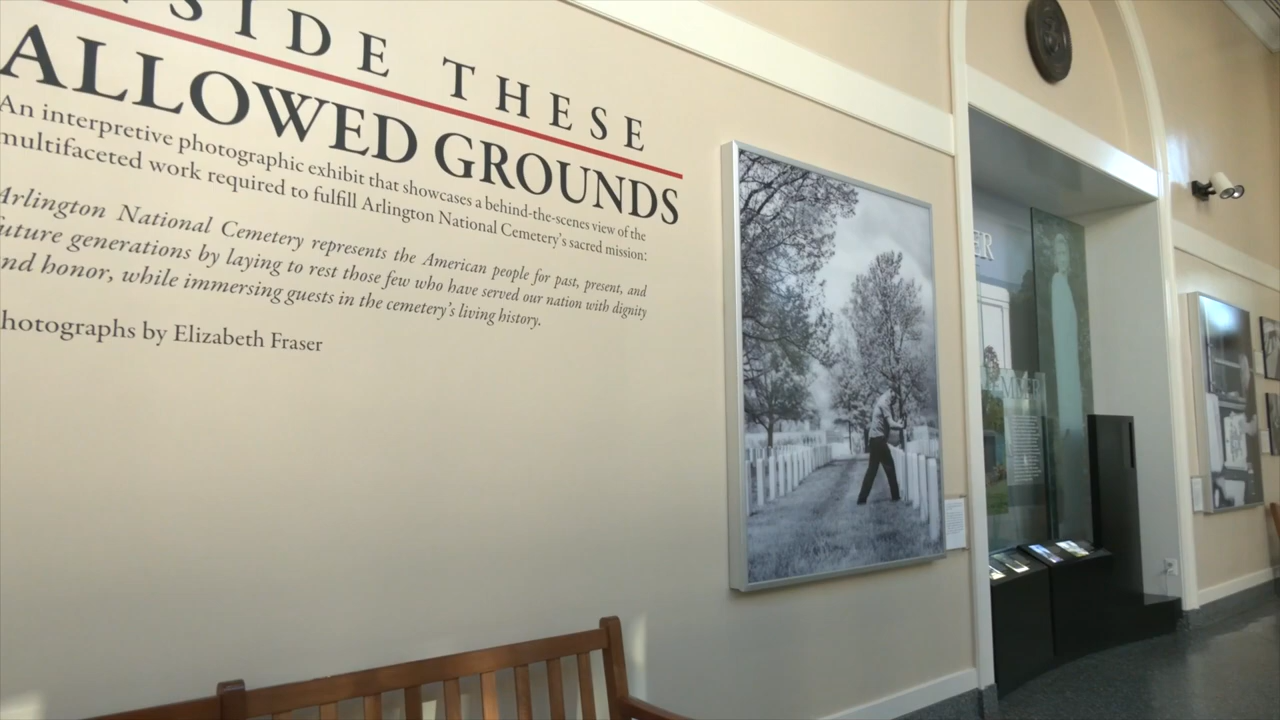 NSIDE THESE
ALLOWED GROUNDS
An interpretive photographic exhibit that showcases a behind-the-scenes view of the
multifaceted work required to fulfill Arlington National Cemetery's sacred mission:
Arlington National Cemetery represents the American people for past, present, and
future generations by laying to rest those few who have served our nation with dignity
nd honor, while immersing guests in the cemetery's living history.
hotographs by Elizabeth Fraser
ER